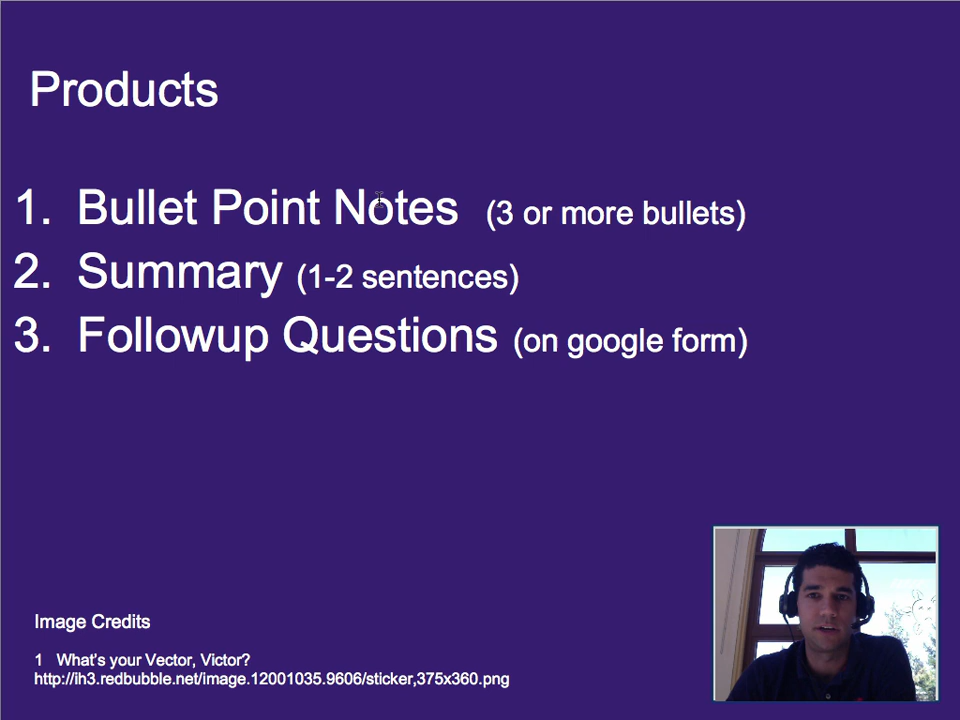 Products
1. Bullet Point Notes (3 or more bullets)
2. Summary (1-2 sentences)
3. Followup Questions (on google form)
Image Credits
1 What's your Vector, Victor?
http://ih3.redbubble.net/image.12001035.9606/sticker,375x360.png